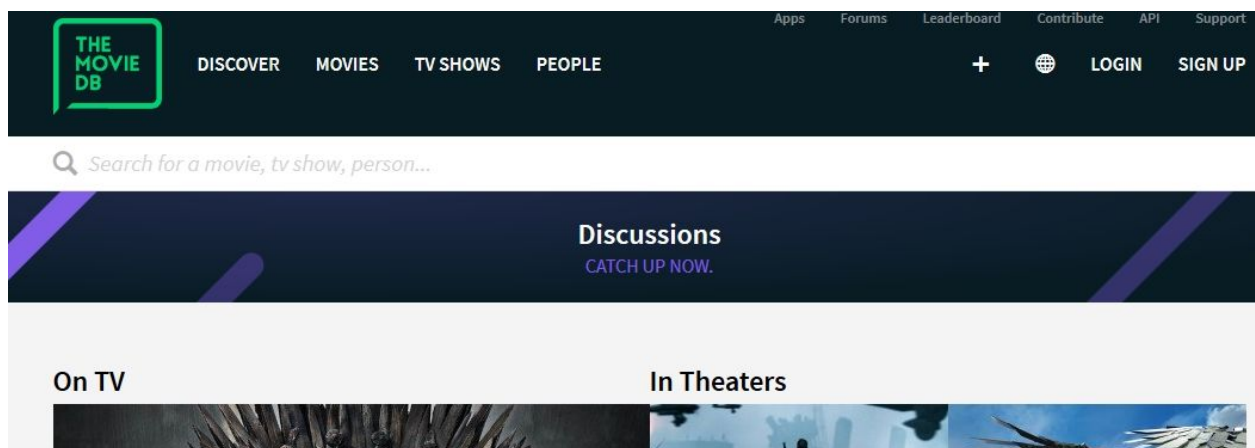 Apps Forums Leaderboard Contribute API Support
THE
MOVIE
DB
DISCOVER MOVIES TV SHOWS PEOPLE + LOGIN SIGN UP
Search for a movie, tv show, person...
Discussions
CATCH UP NOW.
On TV In Theaters